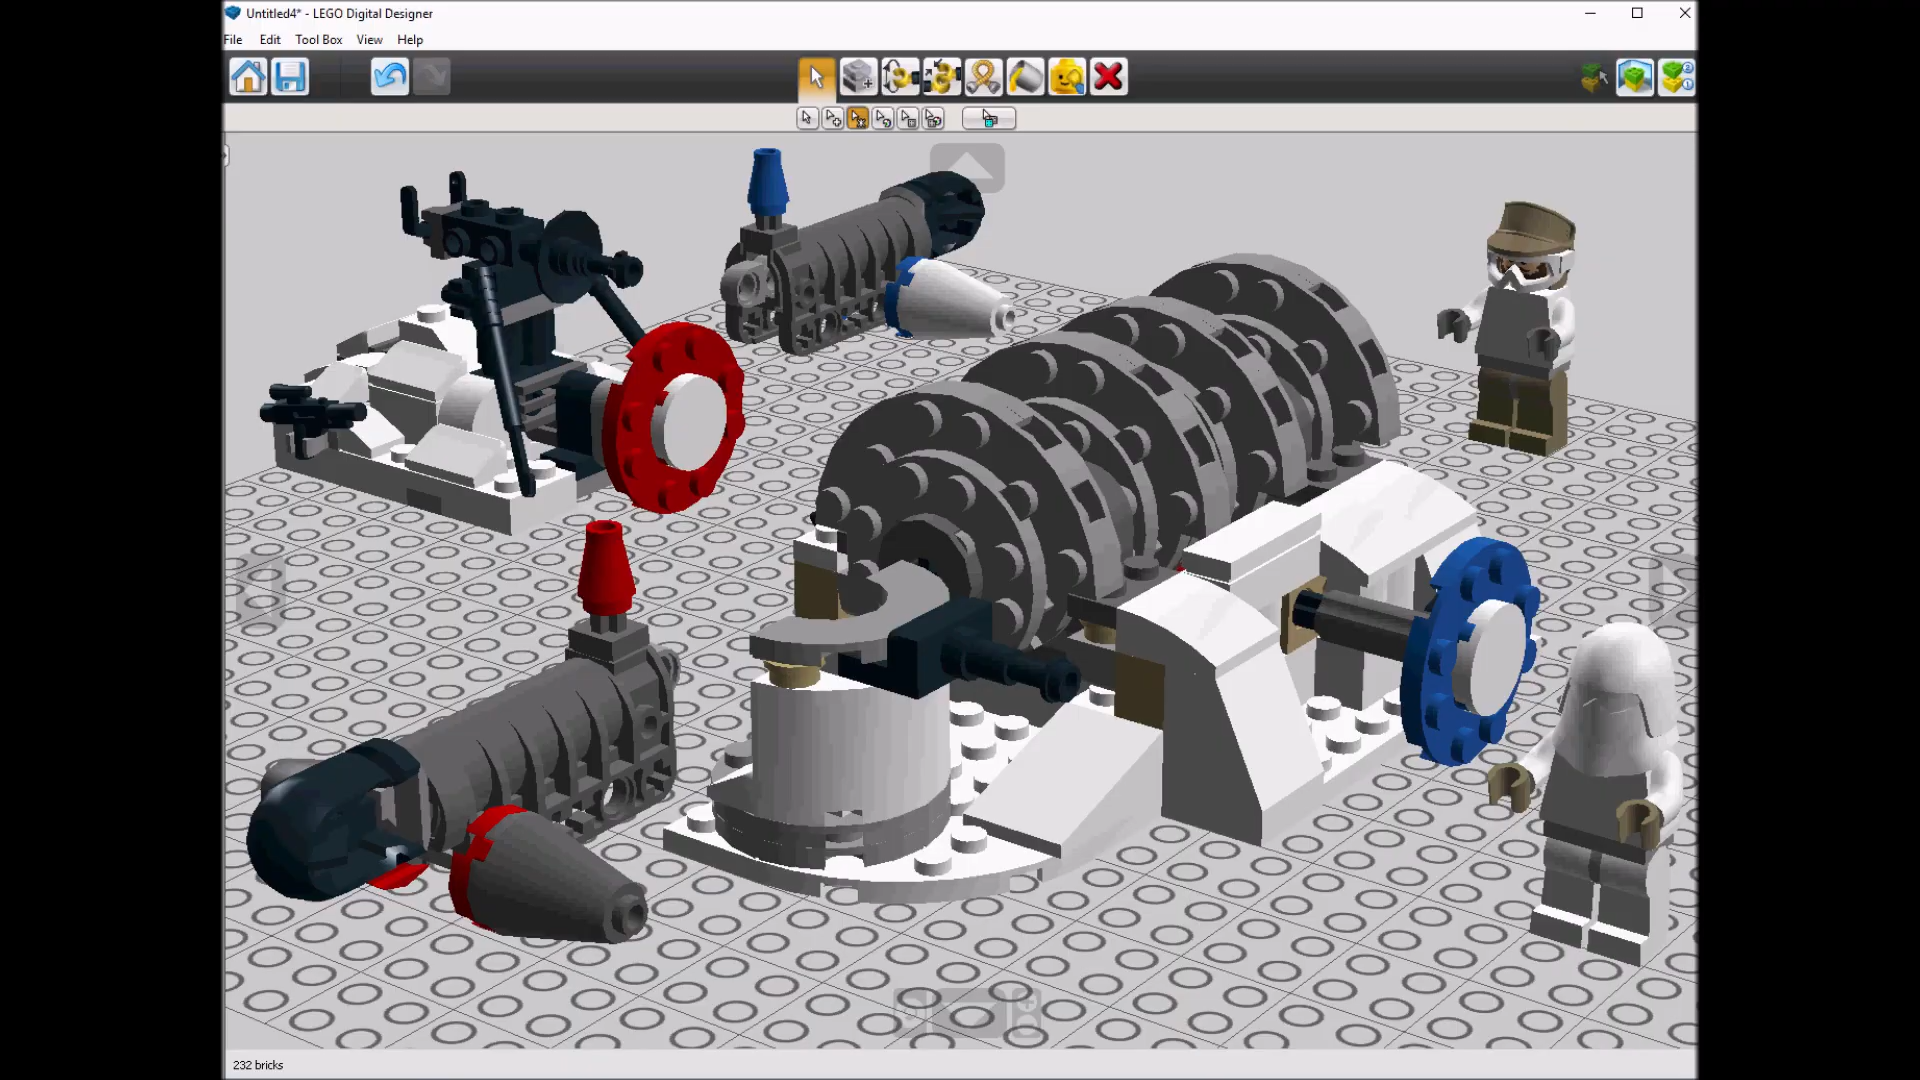 Untitled4* - LEGO Digital Designer
File Edit Tool Box View Help
232 bricks